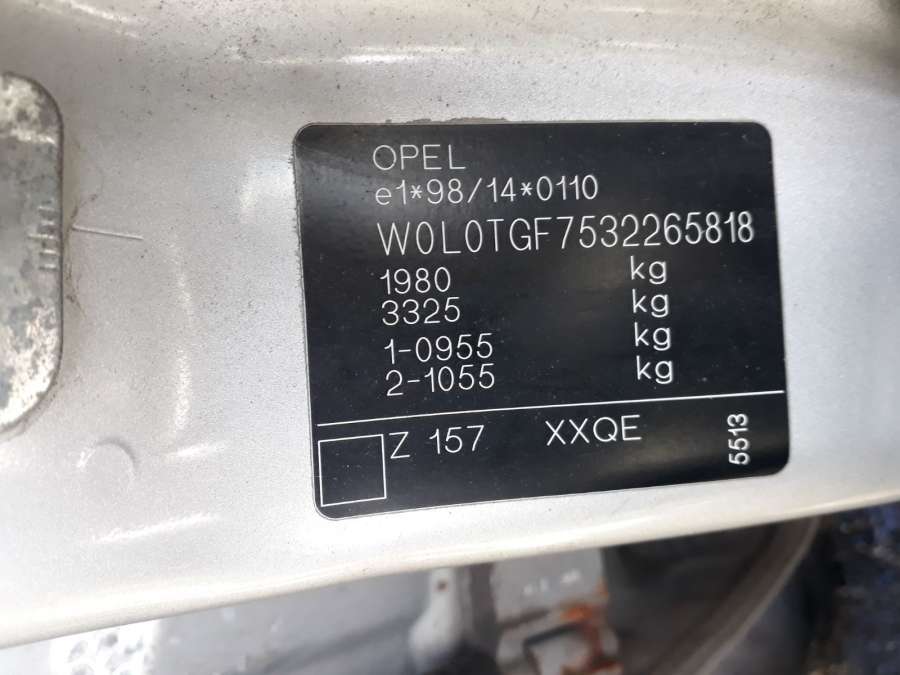 OPEL
e1*98/14*0110
W0L0TGF7532265818
1980 kg
3325 kg
1-0955 kg
2-1055 kg
Z 157 XXQE 5513